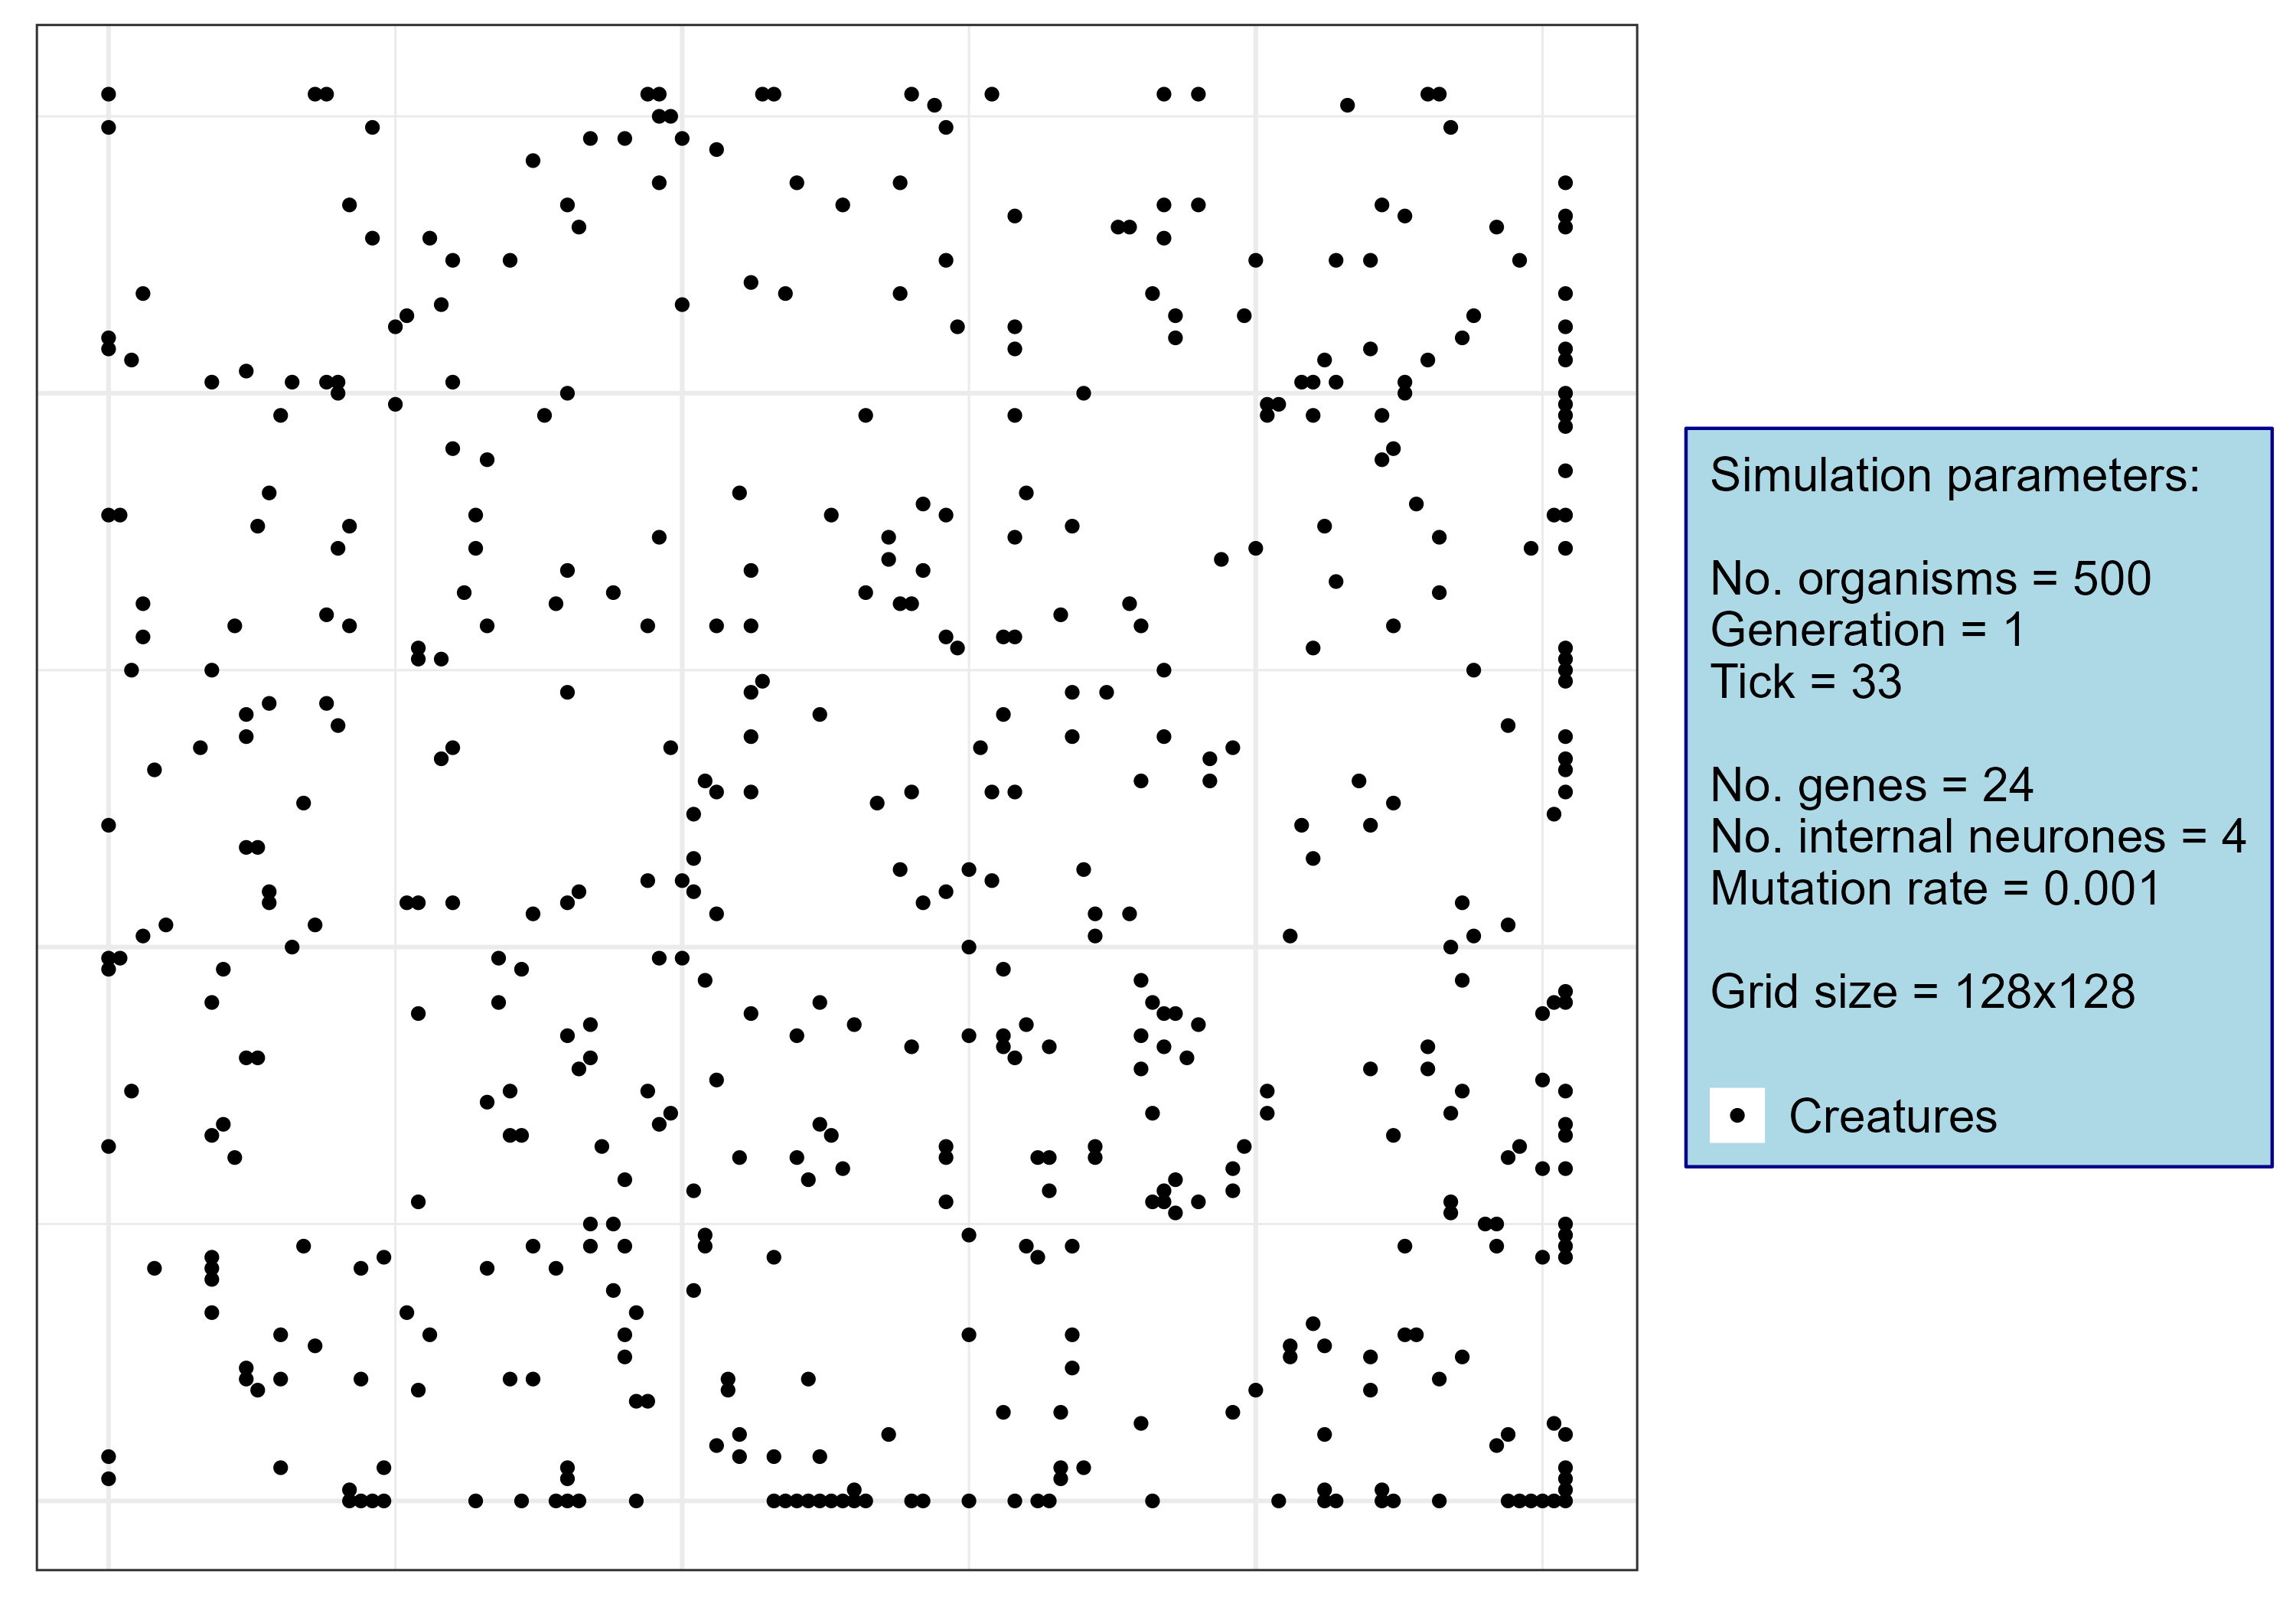 Simulation parameters:
No. organisms = 500
Generation = 1
Tick = 33
No. genes = 24
No. internal neurones = 4
Mutation rate = 0.001
Grid size = 128x128
Creatures